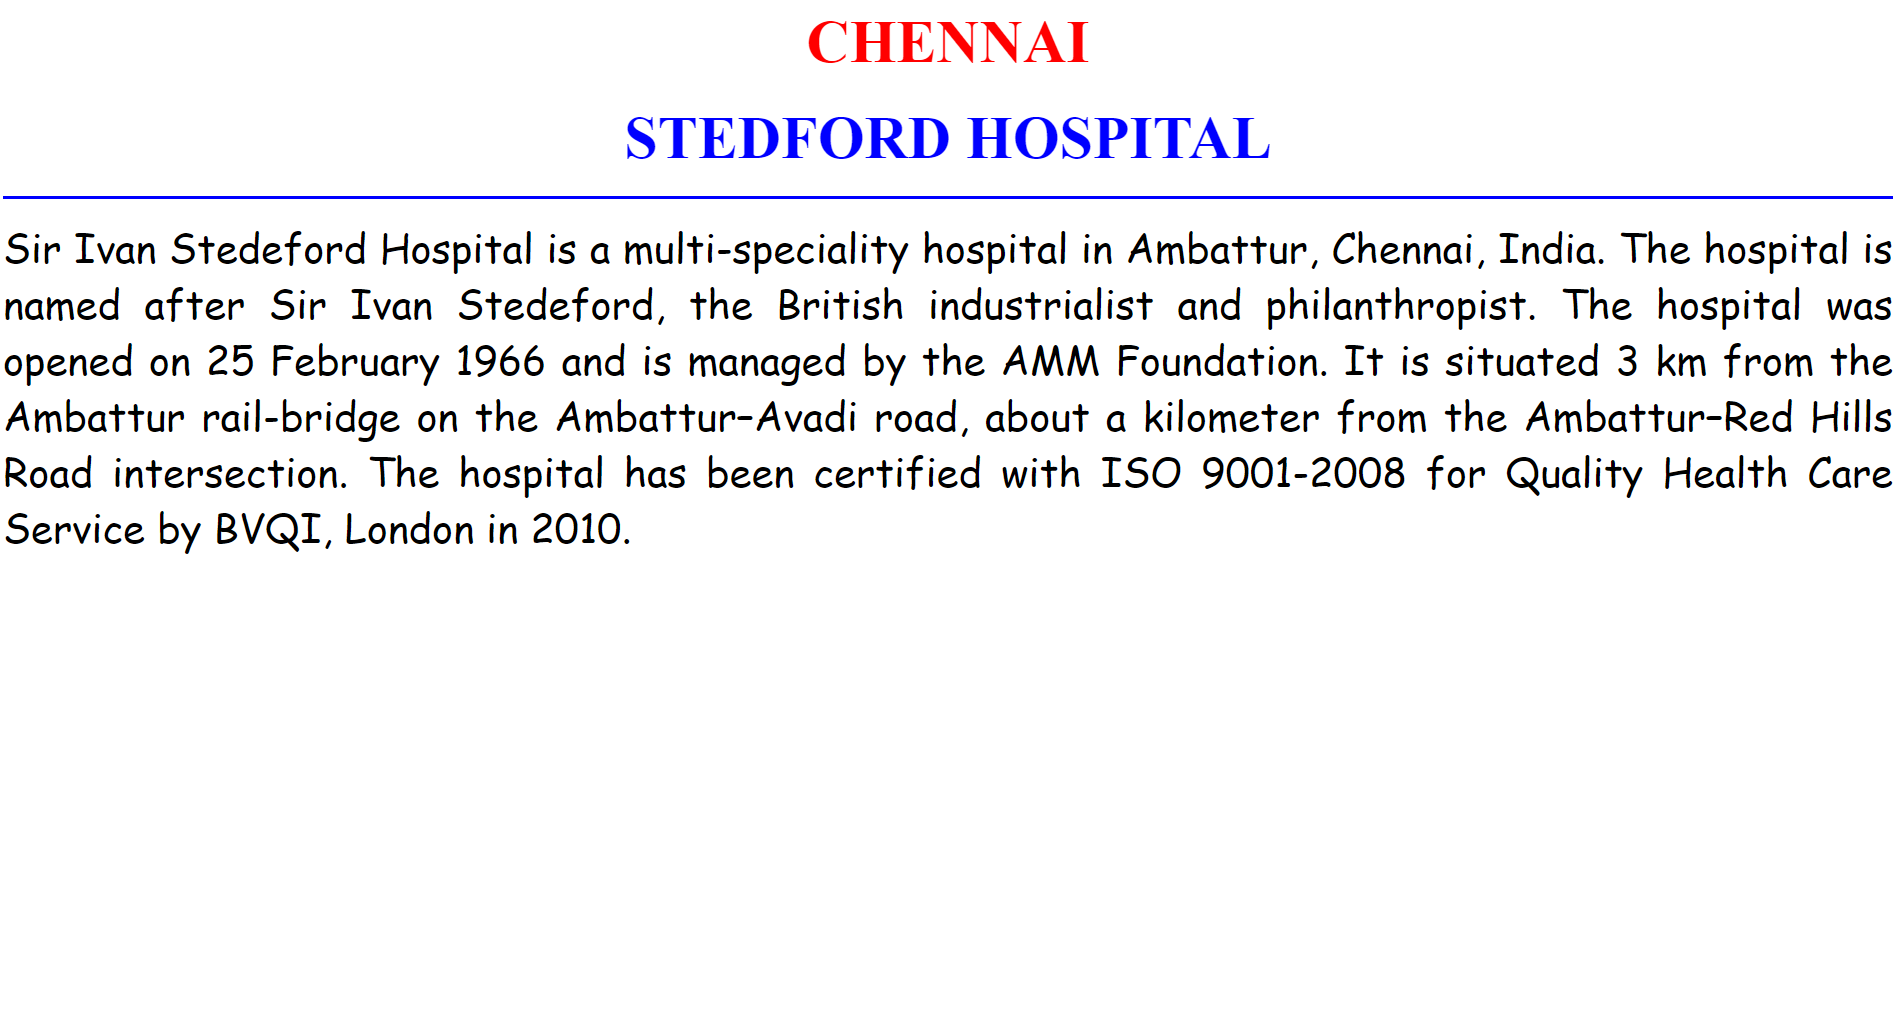 CHENNAI
STEDFORD HOSPITAL
Sir Ivan Stedeford Hospital is a multi-speciality hospital in Ambattur, Chennai, India. The hospital is
named after Sir Ivan Stedeford, the British industrialist and philanthropist. The hospital was
opened on 25 February 1966 and is managed by the AMM Foundation. It is situated 3 km from the
Ambattur rail-bridge on the Ambattur–Avadi road, about a kilometer from the Ambattur–Red Hills
Road intersection. The hospital has been certified with ISO 9001-2008 for Quality Health Care
Service by BVQI, London in 2010.